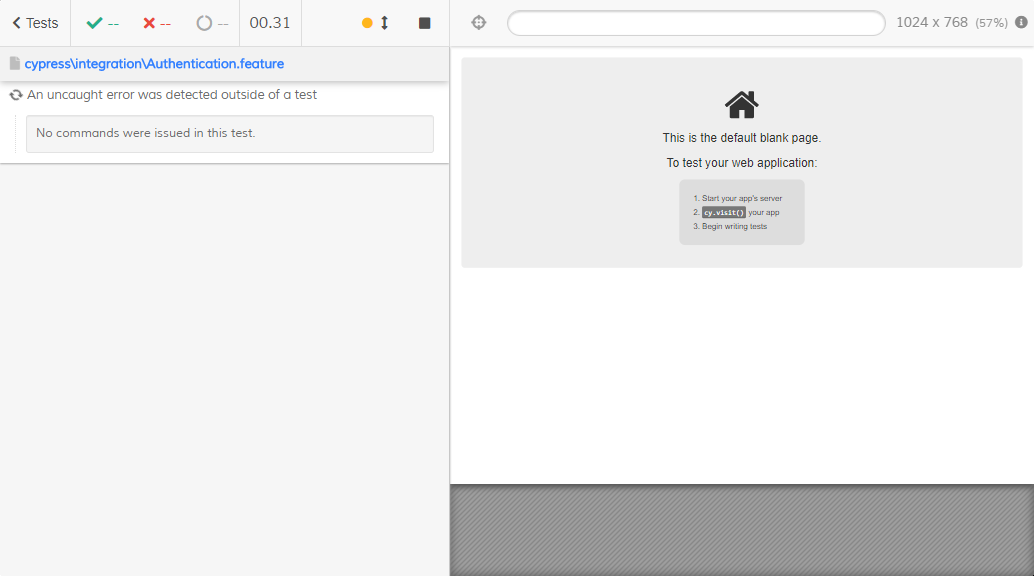 Tests -- -- -- 00.31
1024 x 768 (57%)
cypress\integration\Authentication.feature
An uncaught error was detected outside of a test
No commands were issued in this test.
This is the default blank page.
To test your web application:
1. Start your app's server
2. cy.visit() your app
3. Begin writing tests